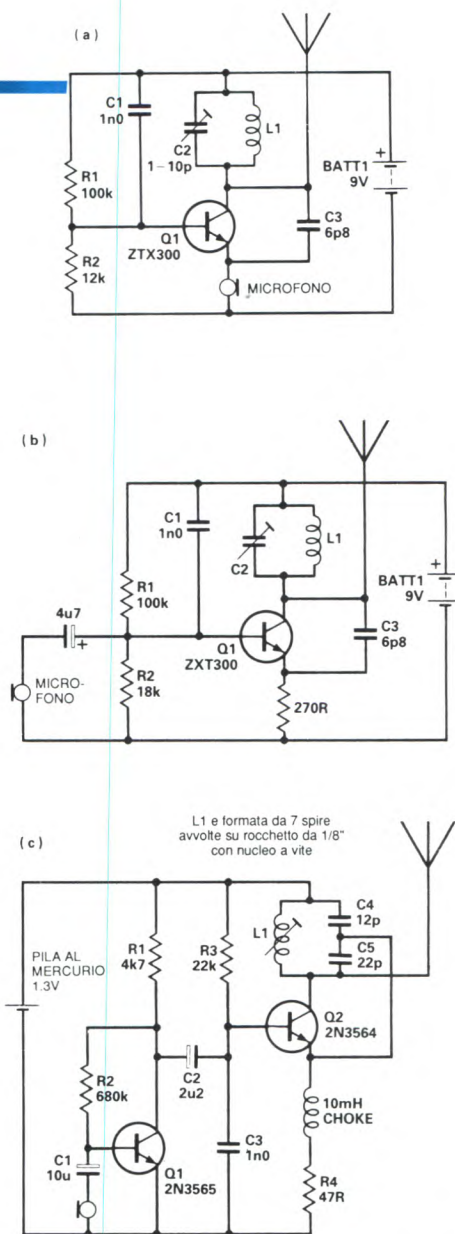 (a)
C1
1n0
C2
1–10p
L1
R1
100k
BATT1
9V
+
Q1
ZTX300
C3
6p8
R2
12k
MICROFONO
(b)
C1
1n0
C2
L1
R1
100k
BATT1
9V
+
4u7
+
Q1
ZXT300
C3
6p8
MICRO-
FONO
R2
18k
270R
L1 e formata da 7 spire
avvolte su rocchetto da 1/8"
con nucleo a vite
(c)
PILA AL
MERCURIO
1.3V
R1
4k7
R3
22k
L1
C4
12p
C5
22p
Q2
2N3564
R2
680k
C2
2u2
10mH
CHOKE
C1
10u
Q1
2N3565
C3
1n0
R4
47R